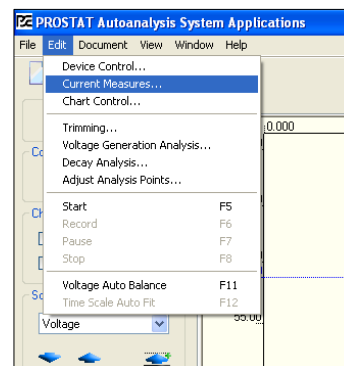 PROSTAT Autoanalysis System Applications
File Edit Document View Window Help
Device Control...
Current Measures...
Chart Control...
0.000
Trimming...
Voltage Generation Analysis...
Decay Analysis...
Adjust Analysis Points...
Start F5
Record F6
Pause F7
Stop F8
Voltage Auto Balance F11
Time Scale Auto Fit F12
Voltage
55.00